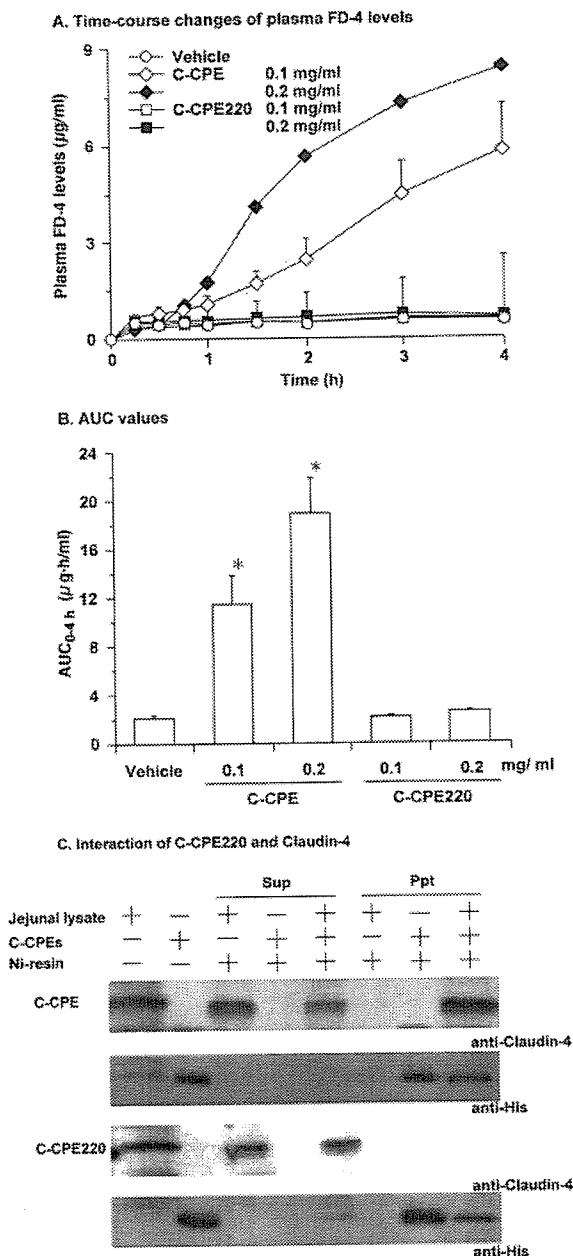 A. Time-course changes of plasma FD-4 levels
Vehicle
C-CPE 0.1 mg/ml
0.2 mg/ml
C-CPE220 0.1 mg/ml
0.2 mg/ml
Plasma FD-4 levels (µg/ml)
9
6
3
0
0 1 2 3 4
Time (h)
B. AUC values
AUC0-4 h (µ g·h/ml)
24
20
16
12
8
4
0
*
*
Vehicle 0.1 0.2 0.1 0.2 mg/ ml
C-CPE C-CPE220
C. Interaction of C-CPE220 and Claudin-4
Sup Ppt
Jejunal lysate + − + − + + − +
C-CPEs − + − + + − + +
Ni-resin − − + + + + + +
C-CPE
anti-Claudin-4
anti-His
C-CPE220
anti-Claudin-4
anti-His